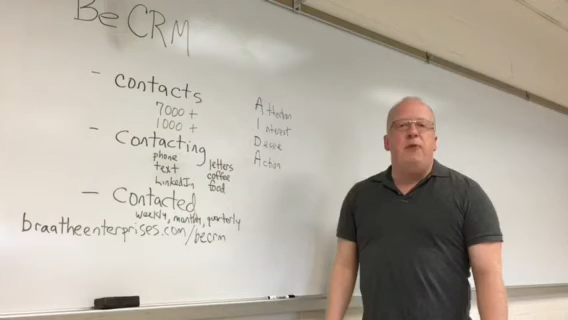 Be CRM
- contacts
7000+
1000+
- Contacting
phone letters
text coffee
LinkedIn food
- Contacted
weekly, monthly, quarterly
braatheenterprises.com/becrm
Attention
Interest
Desire
Action